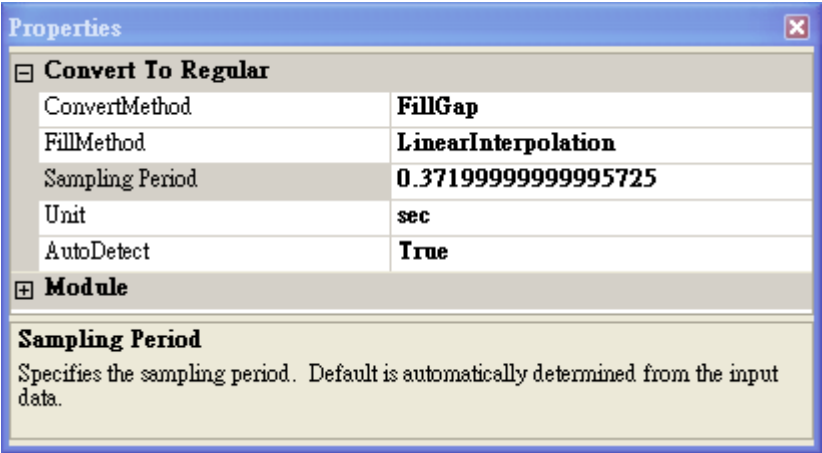 Properties
Convert To Regular
ConvertMethod FillGap
FillMethod LinearInterpolation
Sampling Period 0.37199999999995725
Unit sec
AutoDetect True
Module
Sampling Period
Specifies the sampling period. Default is automatically determined from the input
data.